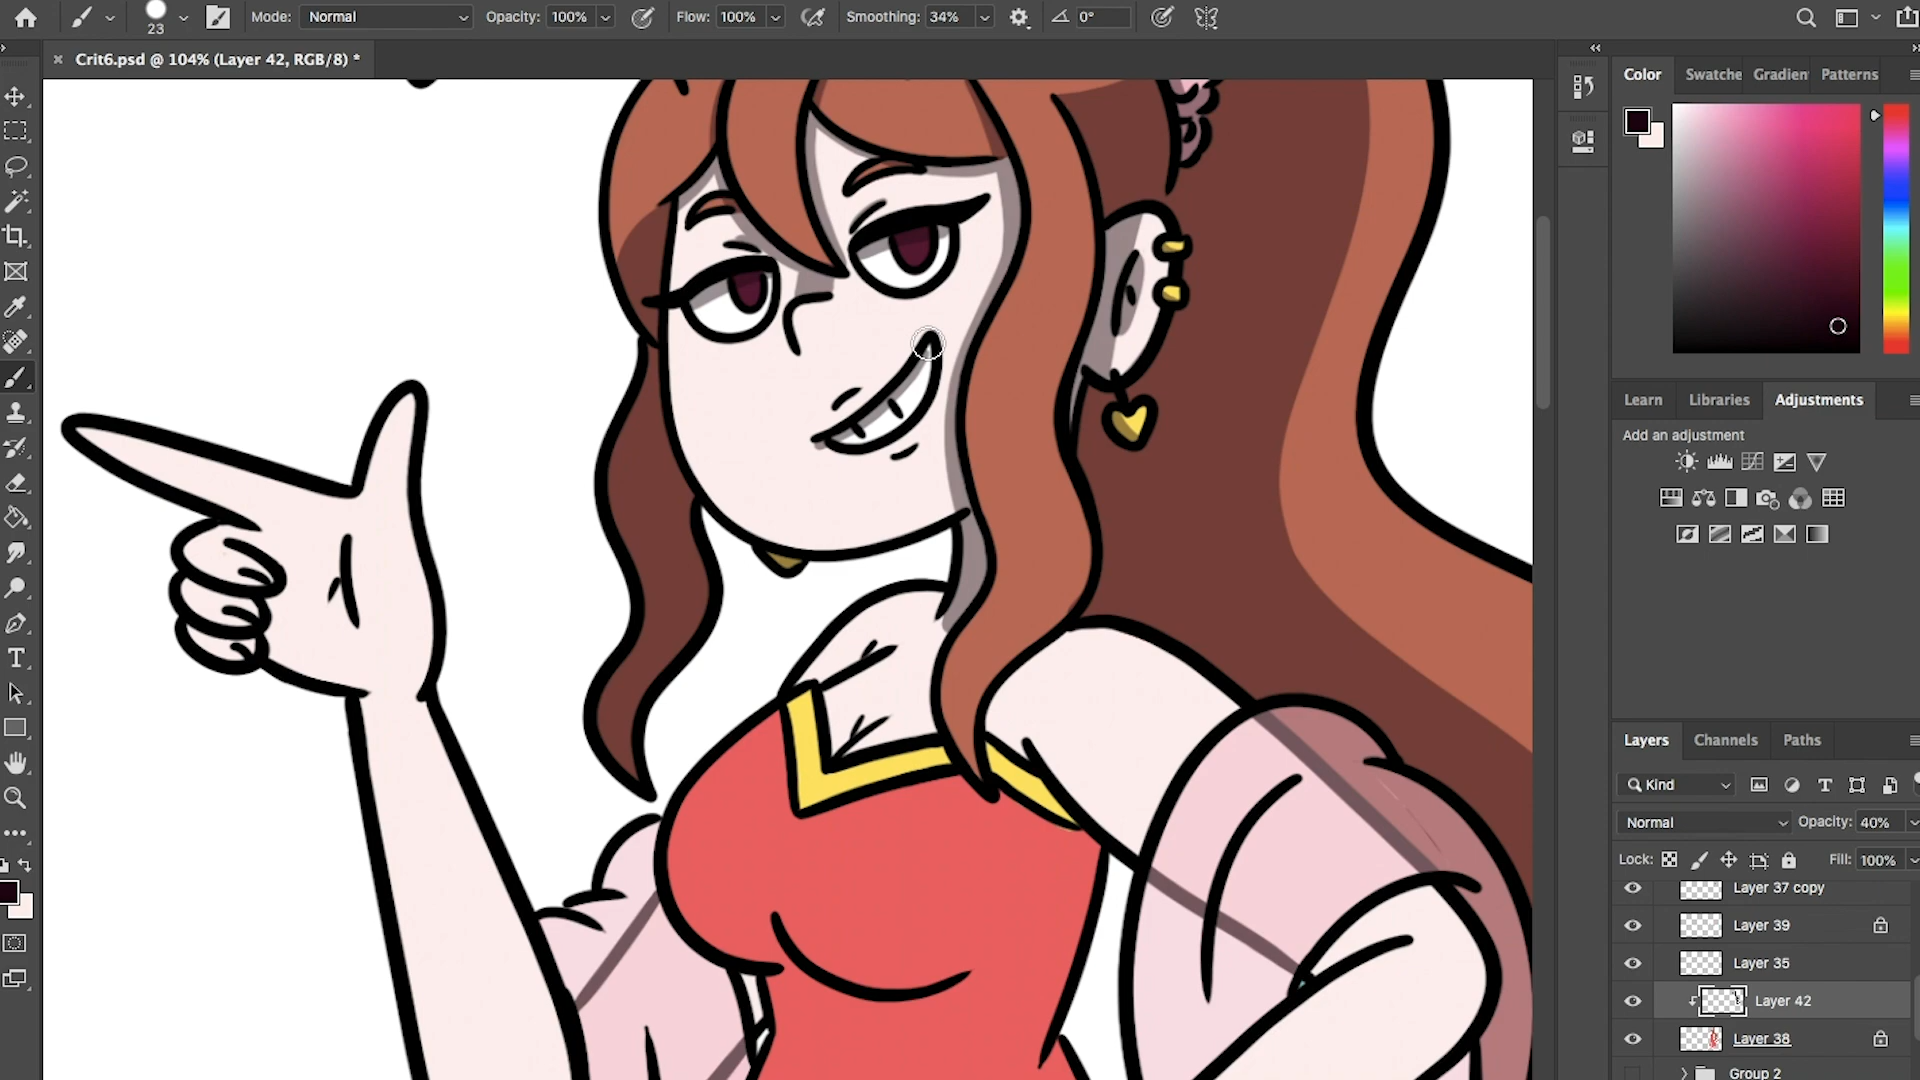 23
Mode: Normal
Opacity: 100%
Flow: 100%
Smoothing: 34%
0°
Crit6.psd @ 104% (Layer 42, RGB/8) *
Color
Swatche
Gradien
Patterns
Learn
Libraries
Adjustments
Add an adjustment
Layers
Channels
Paths
Kind
Normal
Opacity: 40%
Lock:
Fill: 100%
Layer 37 copy
Layer 39
Layer 35
Layer 42
Layer 38
Group 2